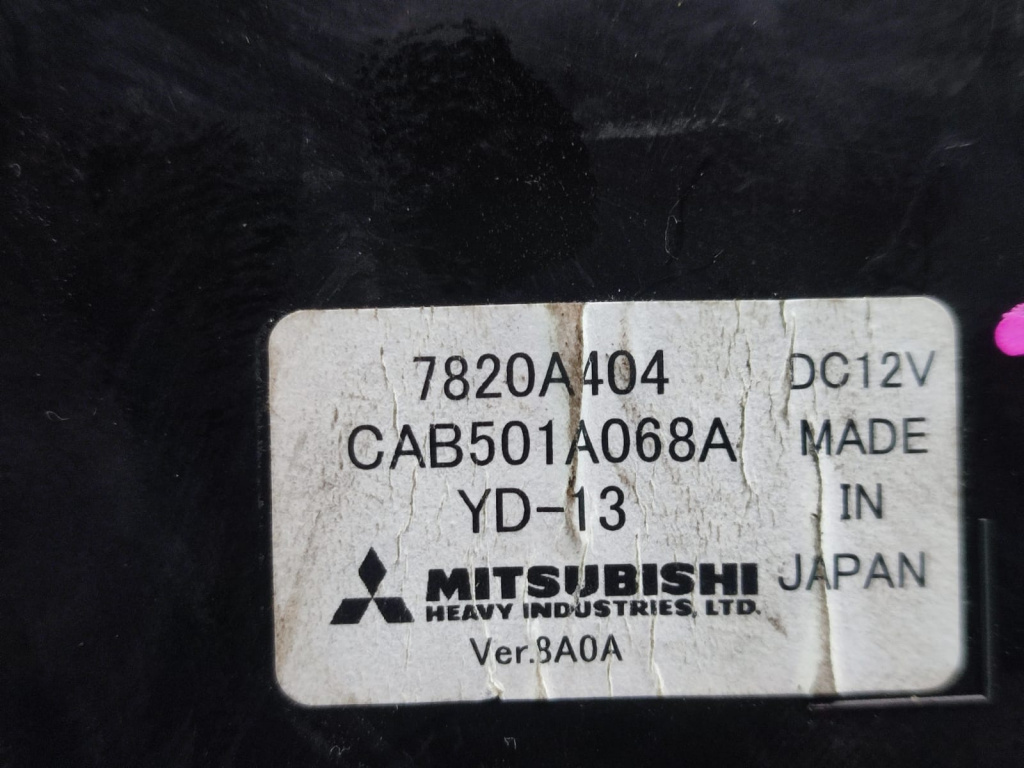 7820A404
CAB501A068A
YD-13
MITSUBISHI
HEAVY INDUSTRIES, LTD.
Ver.8A0A
DC12V
MADE
IN
JAPAN